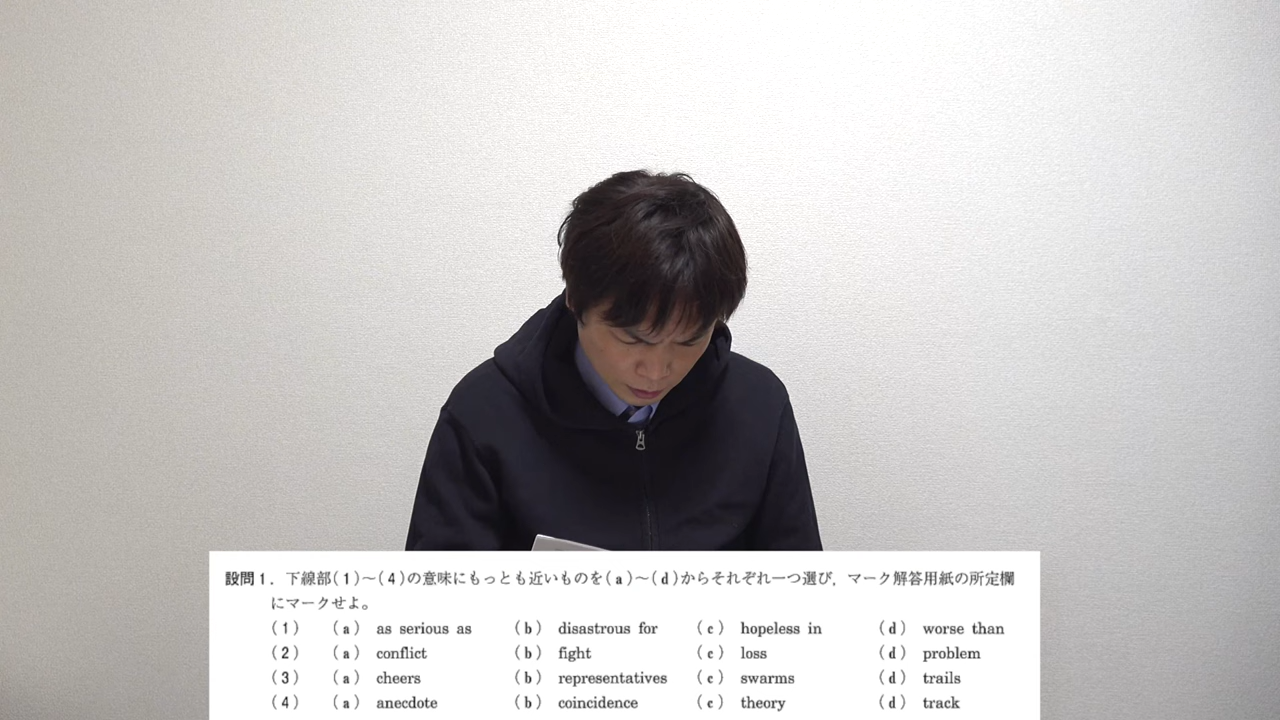 設問1．下線部(1)～(4)の意味にもっとも近いものを(a)～(d)からそれぞれ一つ選び，マーク解答用紙の所定欄
にマークせよ。
(1) (a) as serious as (b) disastrous for (c) hopeless in (d) worse than
(2) (a) conflict (b) fight (c) loss (d) problem
(3) (a) cheers (b) representatives (c) swarms (d) trails
(4) (a) anecdote (b) coincidence (c) theory (d) track